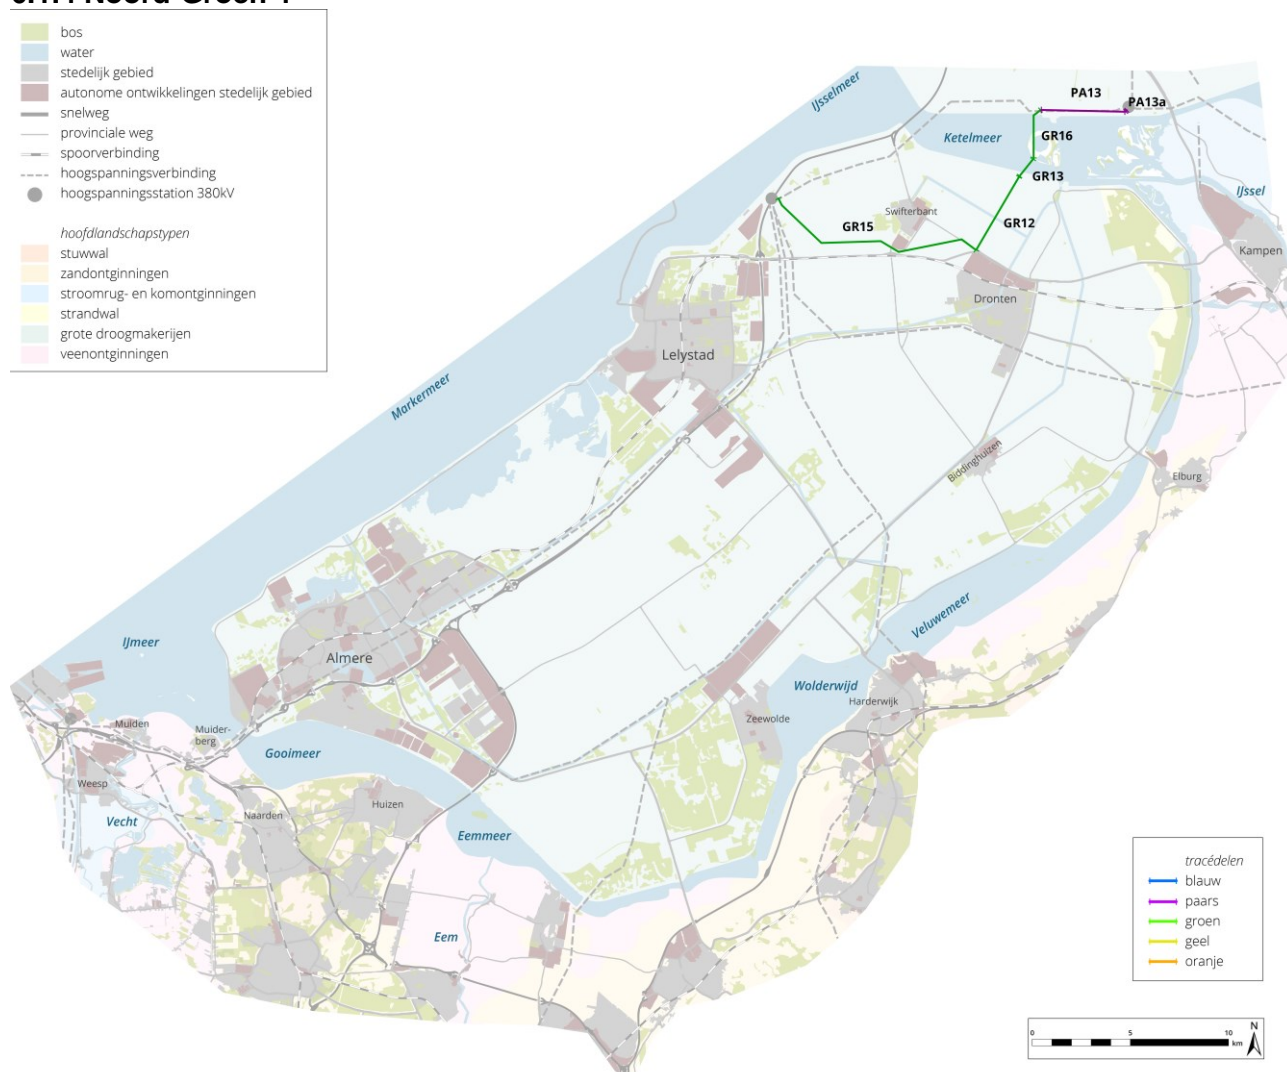 bos
water
stedelijk gebied
autonome ontwikkelingen stedelijk gebied
snelweg
provinciale weg
spoorverbinding
hoogspanningsverbinding
hoogspanningsstation 380kV
hoofdlandschapstypen
stuwwal
zandontginningen
stroomrug- en komontginningen
strandwal
grote droogmakerijen
veenontginningen
IJsselmeer
PA13
PA13a
Ketelmeer
GR16
GR13
IJssel
Swifterbant
GR15
GR12
Kampen
Dronten
Lelystad
Markermeer
Biddinghuizen
Elburg
Veluwemeer
IJmeer
Almere
Wolderwijd
Harderwijk
Zeewolde
Muiden
Muider-
berg
Gooimeer
Weesp
Huizen
Naarden
Vecht
Eemmeer
Eem
tracédelen
blauw
paars
groen
geel
oranje
0 5 10
km
N